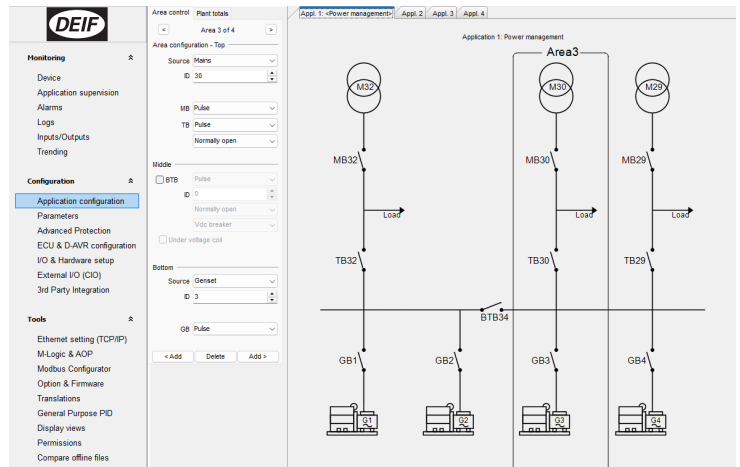 DEIF
Monitoring
Device
Application supervision
Alarms
Logs
Inputs/Outputs
Trending
Configuration
Application configuration
Parameters
Advanced Protection
ECU & D-AVR configuration
I/O & Hardware setup
External I/O (CIO)
3rd Party Integration
Tools
Ethernet setting (TCP/IP)
M-Logic & AOP
Modbus Configurator
Option & Firmware
Translations
General Purpose PID
Display views
Permissions
Compare offline files
Area control Plant totals
< Area 3 of 4 >
Area configuration - Top
Source Mains
ID 30
MB Pulse
TB Pulse
Normally open
Middle
BTB Pulse
ID 0
Normally open
Vdc breaker
Under voltage coil
Bottom
Source Genset
ID 3
GB Pulse
< Add Delete Add >
Appl. 1: <Power management> Appl. 2 Appl. 3 Appl. 4
Application 1: Power management
Area3
M32 M30 M29
MB32 MB30 MB29
Load Load Load
TB32 TB30 TB29
BTB34
GB1 GB2 GB3 GB4
G1 G2 G3 G4